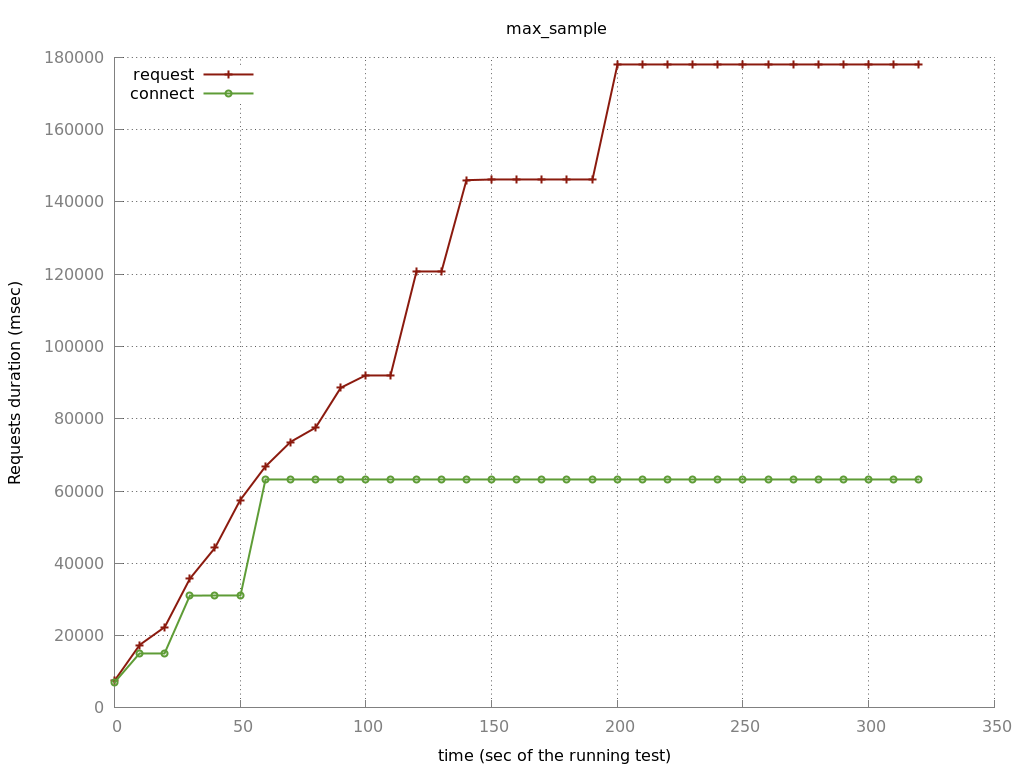 max_sample
request
connect
180000
160000
140000
120000
100000
80000
60000
40000
20000
0
Requests duration (msec)
0 50 100 150 200 250 300 350
time (sec of the running test)